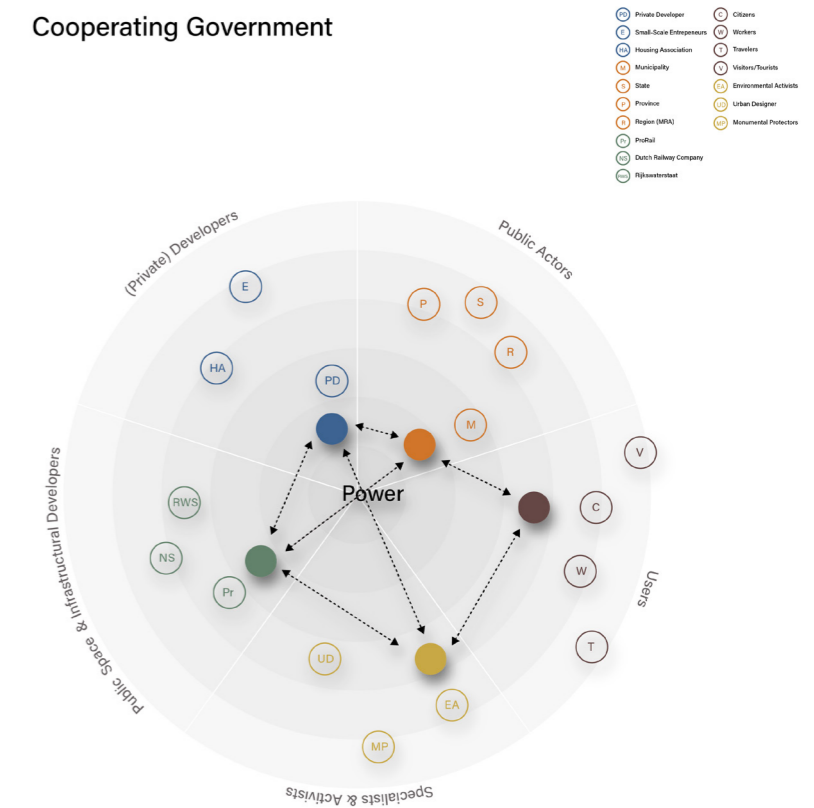 Cooperating Government
PD Private Developer
E Small-Scale Entrepeneurs
HA Housing Association
M Municipality
S State
P Province
R Region (MRA)
Pr ProRail
NS Dutch Railway Company
RWS Rijkswaterstaat
C Citizens
W Workers
T Travelers
V Visitors/Tourists
EA Environmental Activists
UD Urban Designer
MP Monumental Protectors
(Private) Developers
Public Actors
E
P
S
R
HA
PD
M
V
Power
RWS
C
NS
W
Pr
Public Space & Infrastructural Developers
Users
T
UD
EA
MP
Specialists & Activists